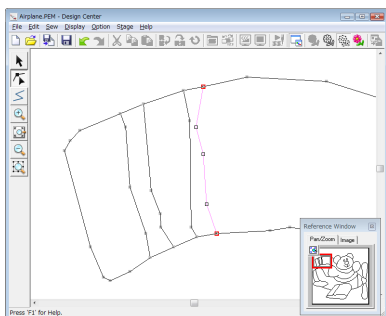 Airplane.PEM - Design Center
File Edit Sew Display Option Stage Help
Reference Window
Pan/Zoom Image
Press 'F1' for Help.